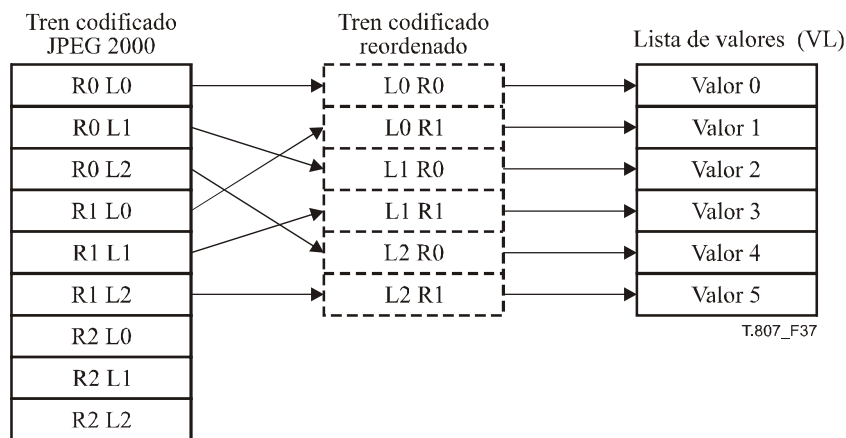 Tren codificado
JPEG 2000
R0 L0
R0 L1
R0 L2
R1 L0
R1 L1
R1 L2
R2 L0
R2 L1
R2 L2
Tren codificado
reordenado
L0 R0
L0 R1
L1 R0
L1 R1
L2 R0
L2 R1
Lista de valores (VL)
Valor 0
Valor 1
Valor 2
Valor 3
Valor 4
Valor 5
T.807_F37